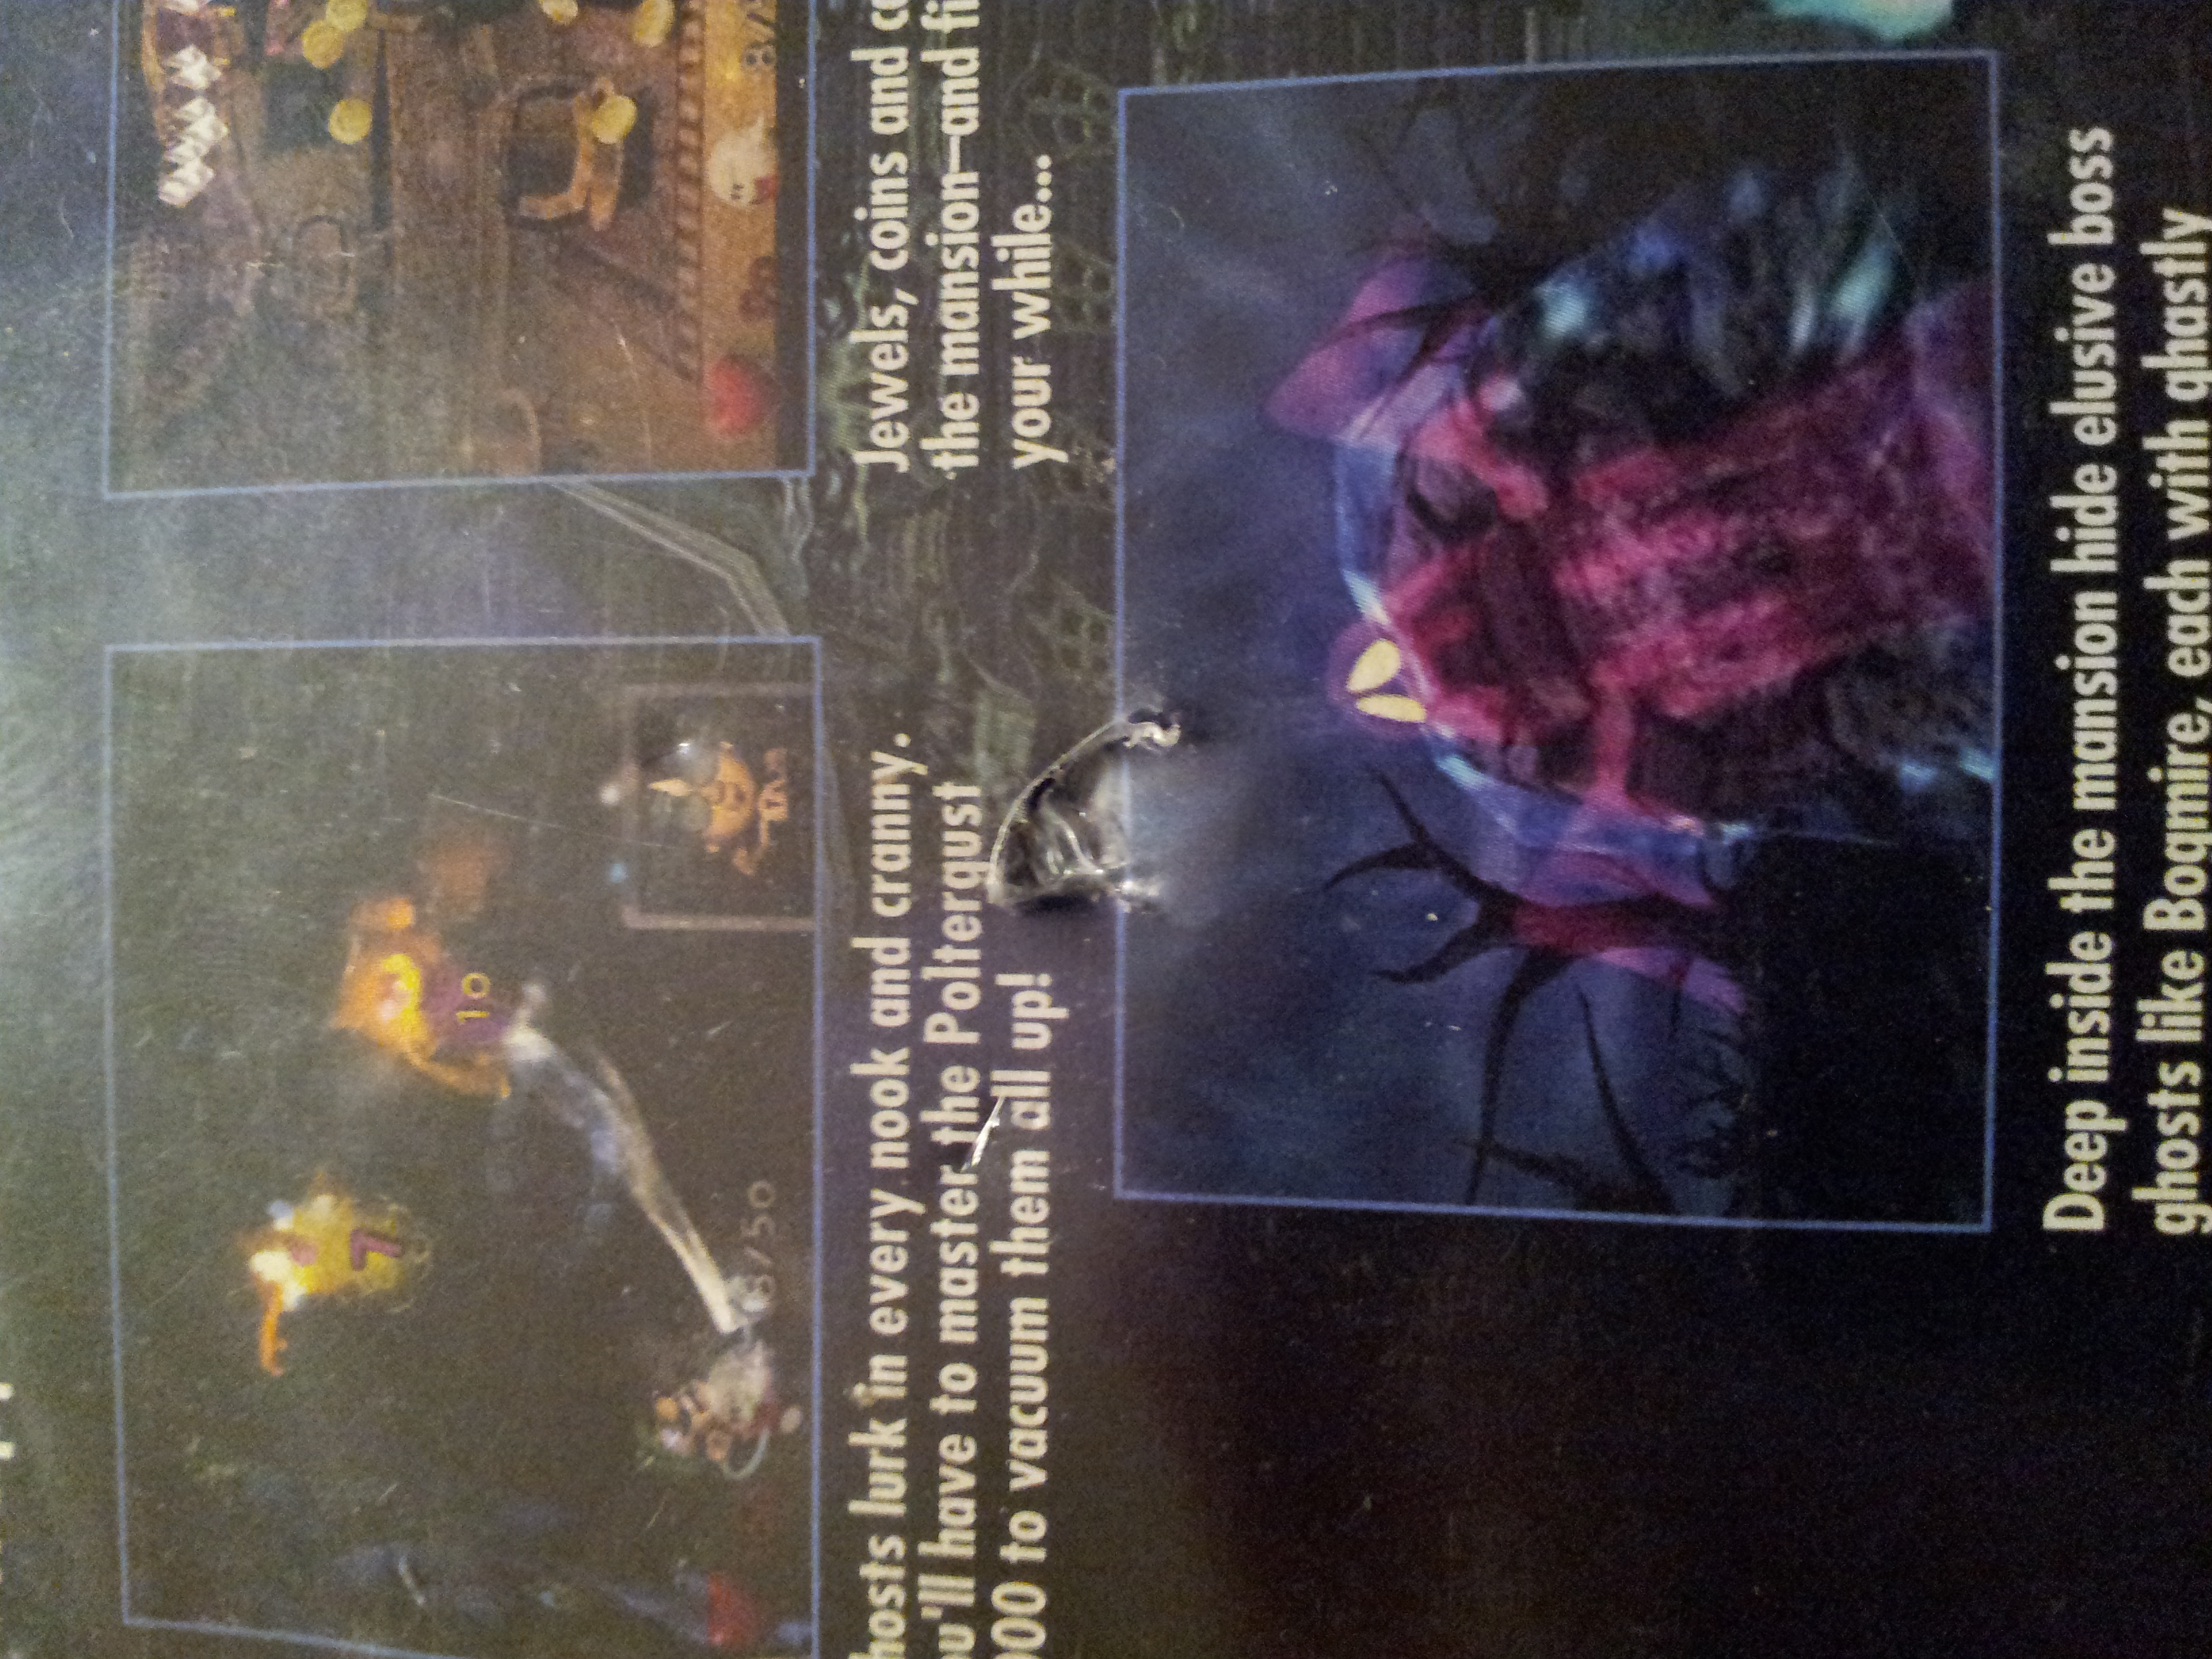 7
10
8/50
8/
hosts lurk in every nook and cranny.
ou'll have to master the Poltergust
000 to vacuum them all up!
Jewels, coins and
the mansion—and
your while...
Deep inside the mansion hide elusive boss
ghosts like Bogmire, each with ghastly